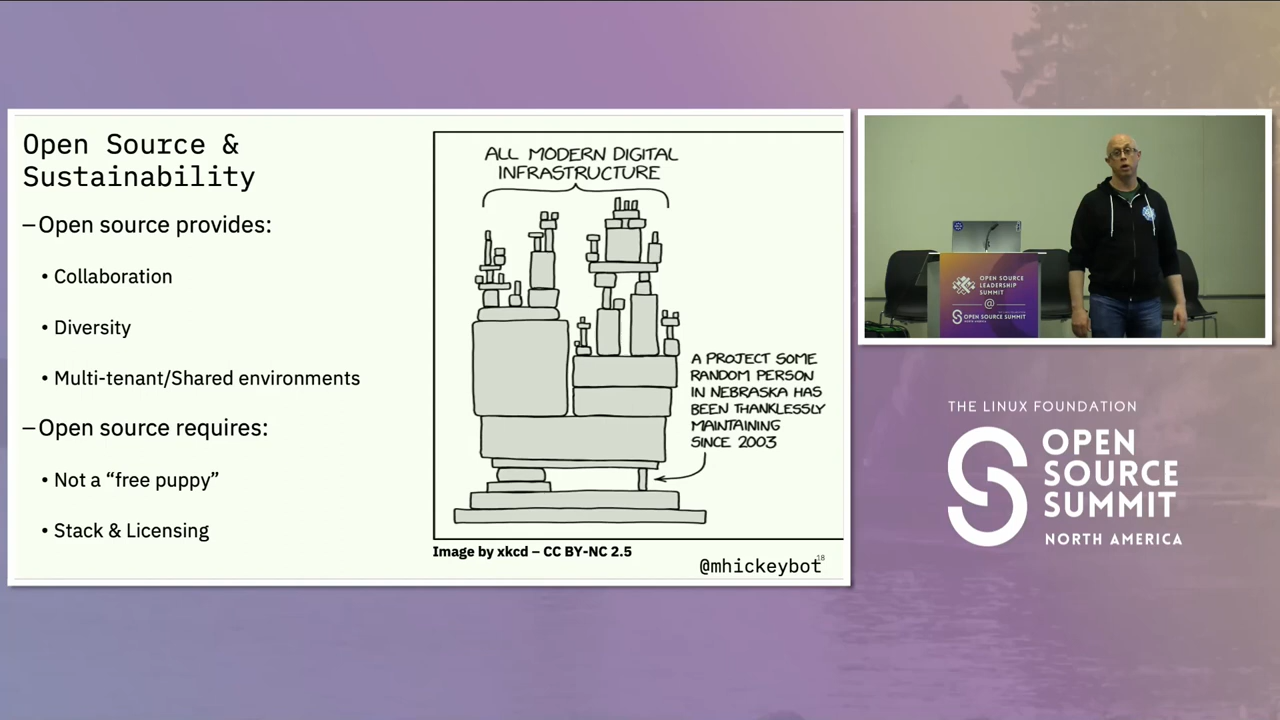 Open Source &
Sustainability
–Open source provides:
• Collaboration
• Diversity
• Multi-tenant/Shared environments
–Open source requires:
• Not a “free puppy”
• Stack & Licensing
ALL MODERN DIGITAL
INFRASTRUCTURE
A PROJECT SOME
RANDOM PERSON
IN NEBRASKA HAS
BEEN THANKLESSLY
MAINTAINING
SINCE 2003
Image by xkcd – CC BY-NC 2.5
@mhickeybot
18
OPEN SOURCE
LEADERSHIP
SUMMIT
@
OPEN SOURCE SUMMIT
NORTH AMERICA
THE LINUX FOUNDATION
OPEN
SOURCE
SUMMIT
NORTH AMERICA